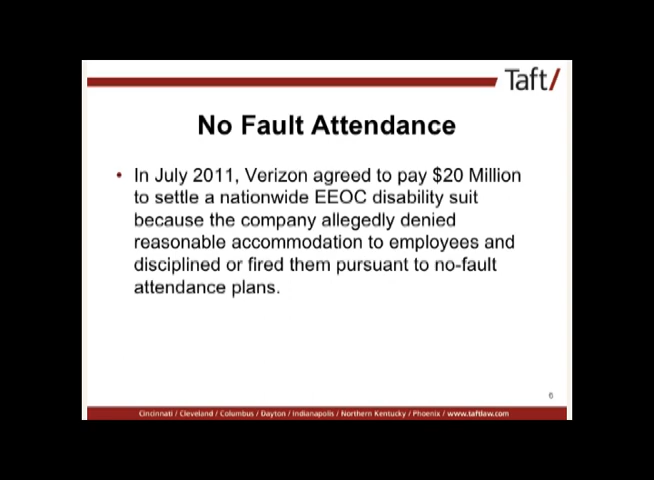 Taft/
No Fault Attendance
• In July 2011, Verizon agreed to pay $20 Million
to settle a nationwide EEOC disability suit
because the company allegedly denied
reasonable accommodation to employees and
disciplined or fired them pursuant to no-fault
attendance plans.
6
Cincinnati / Cleveland / Columbus / Dayton / Indianapolis / Northern Kentucky / Phoenix / www.taftlaw.com